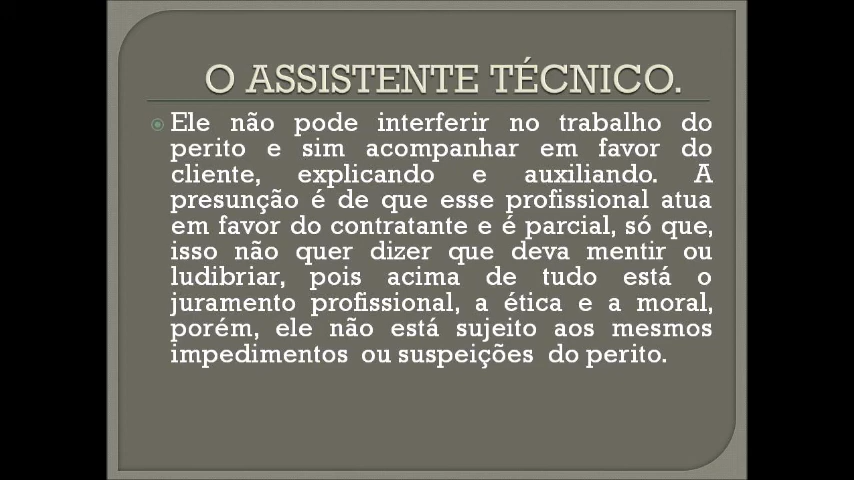 O ASSISTENTE TÉCNICO.
Ele não pode interferir no trabalho do
perito e sim acompanhar em favor do
cliente, explicando e auxiliando. A
presunção é de que esse profissional atua
em favor do contratante e é parcial, só que,
isso não quer dizer que deva mentir ou
ludibriar, pois acima de tudo está o
juramento profissional, a ética e a moral,
porém, ele não está sujeito aos mesmos
impedimentos ou suspeições do perito.